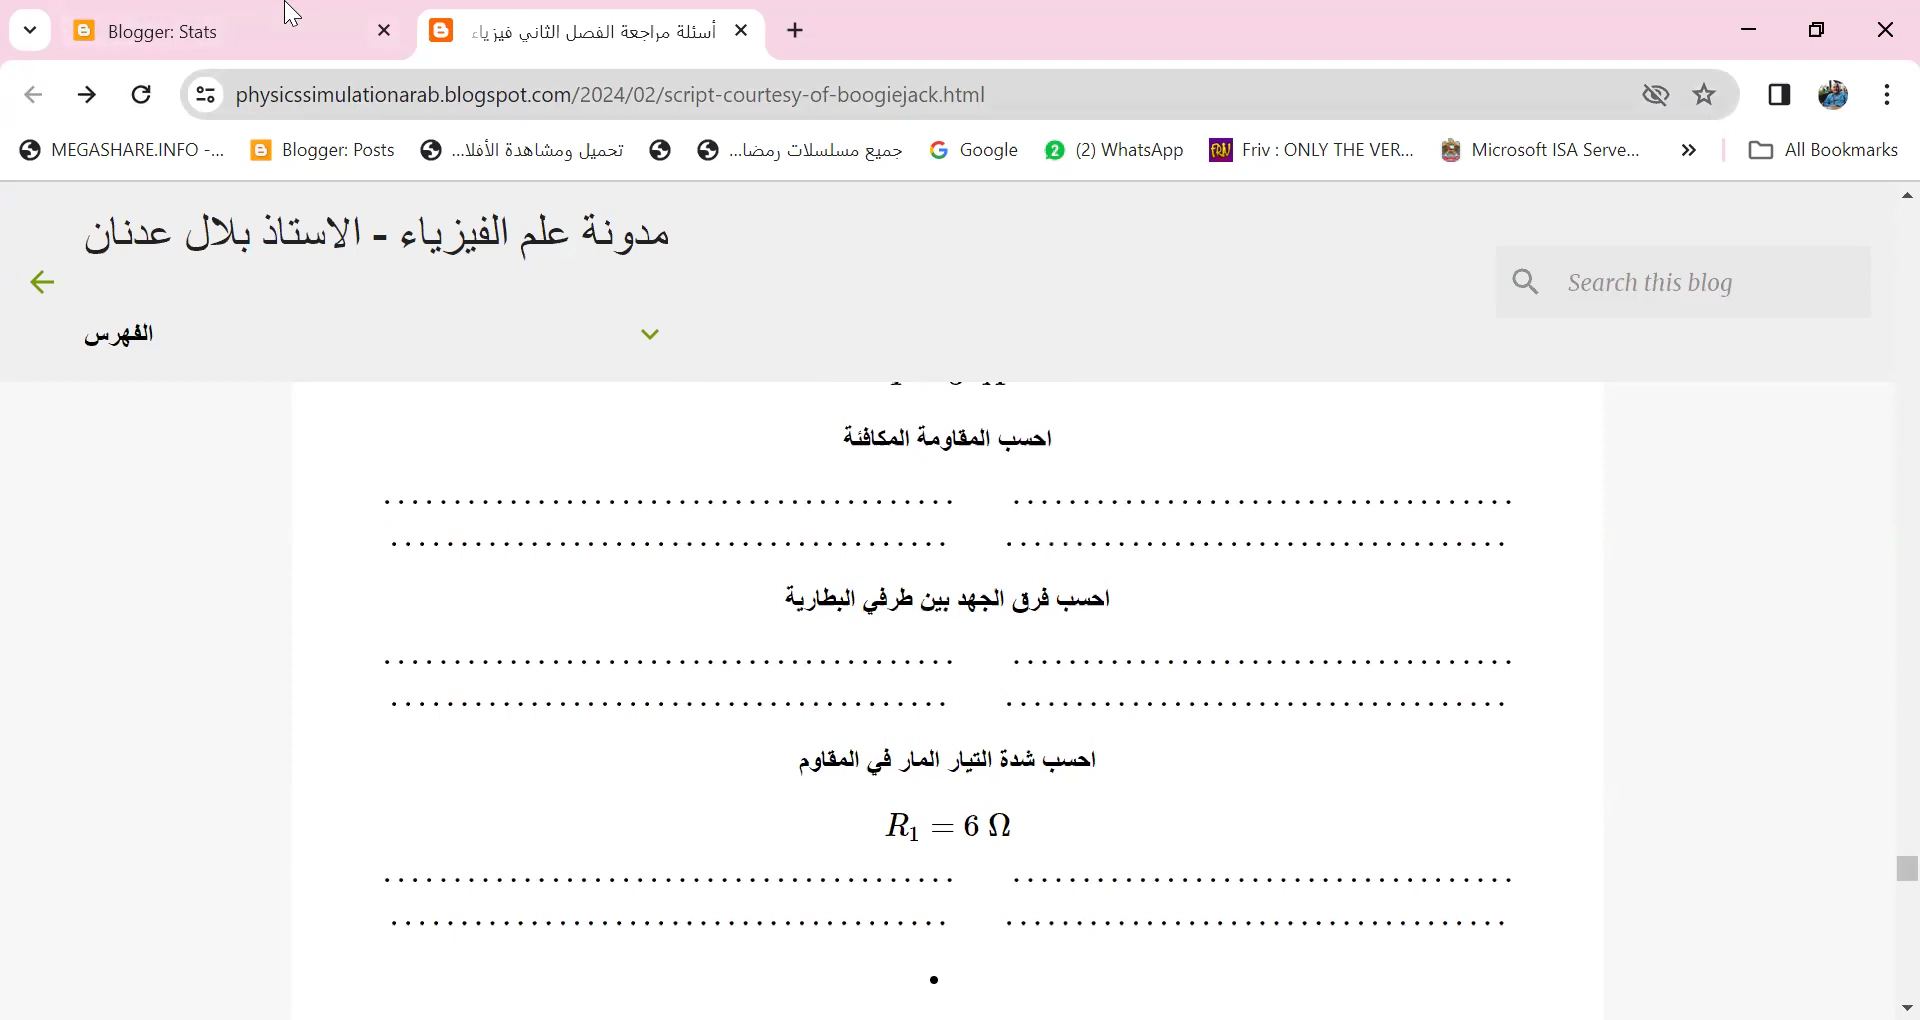 Blogger: Stats
أسئلة مراجعة الفصل الثاني فيزياء
physicssimulationarab.blogspot.com/2024/02/script-courtesy-of-boogiejack.html
MEGASHARE.INFO -...
Blogger: Posts
تحميل ومشاهدة الأفلا...
جميع مسلسلات رمضا...
Google
(2) WhatsApp
Friv : ONLY THE VER...
Microsoft ISA Serve...
»
All Bookmarks
مدونة علم الفيزياء - الاستاذ بلال عدنان
Search this blog
الفهرس
احسب المقاومة المكافئة
احسب فرق الجهد بين طرفي البطارية
احسب شدة التيار المار في المقاوم
R₁ = 6 Ω